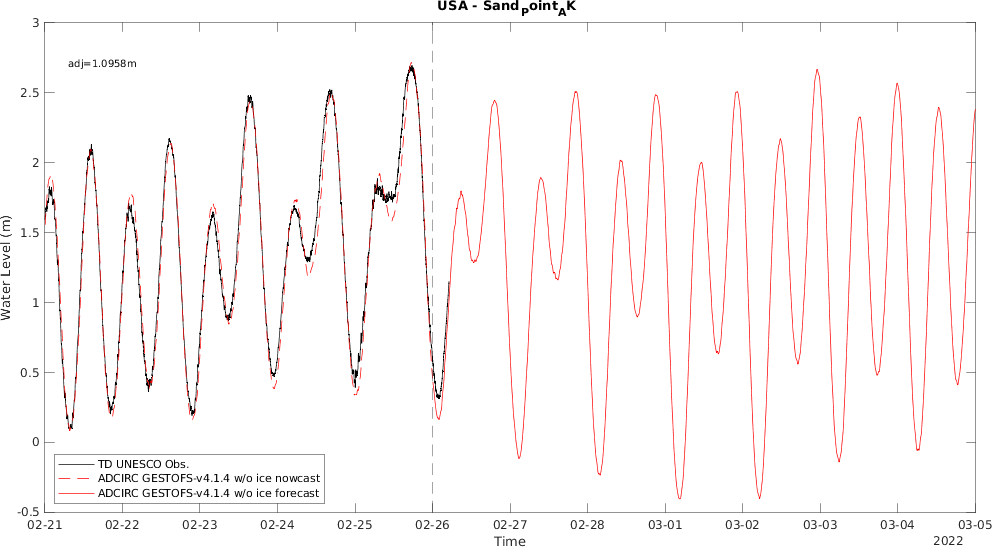 USA - Sand_Point_AK
adj=1.0958m
3
2.5
2
1.5
1
0.5
0
-0.5
Water Level (m)
TD UNESCO Obs.
ADCIRC GESTOFS-v4.1.4 w/o ice nowcast
ADCIRC GESTOFS-v4.1.4 w/o ice forecast
02-21 02-22 02-23 02-24 02-25 02-26 02-27 02-28 03-01 03-02 03-03 03-04 03-05
Time
2022